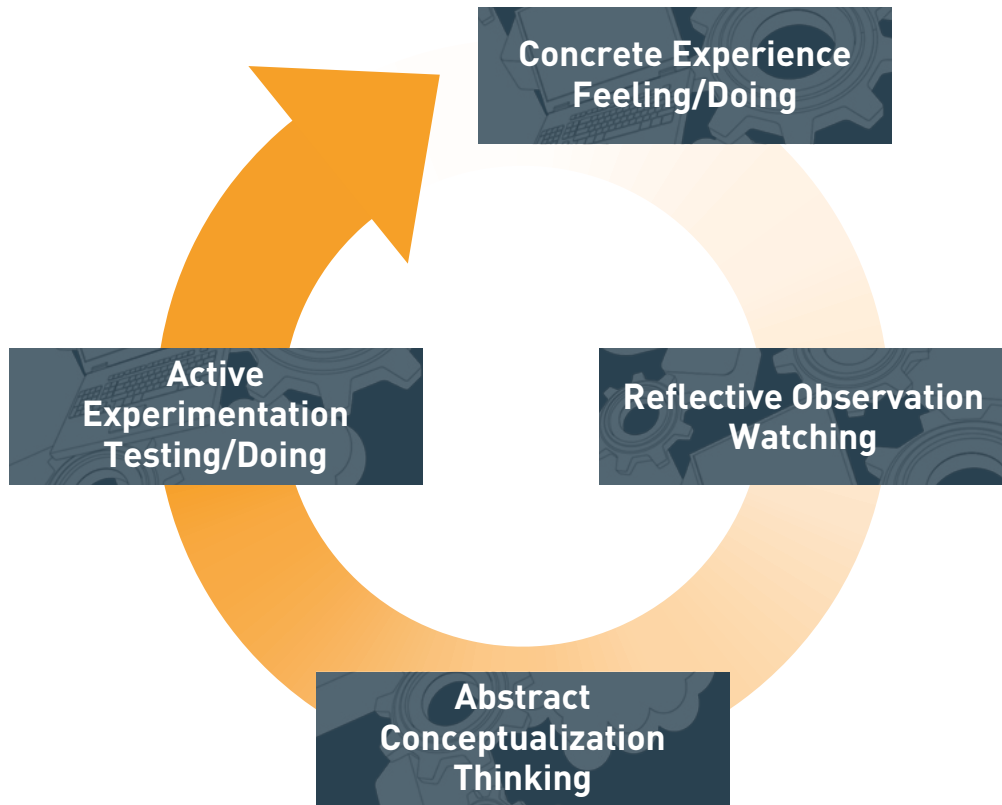 Concrete Experience
Feeling/Doing
Active
Experimentation
Testing/Doing
Reflective Observation
Watching
Abstract
Conceptualization
Thinking